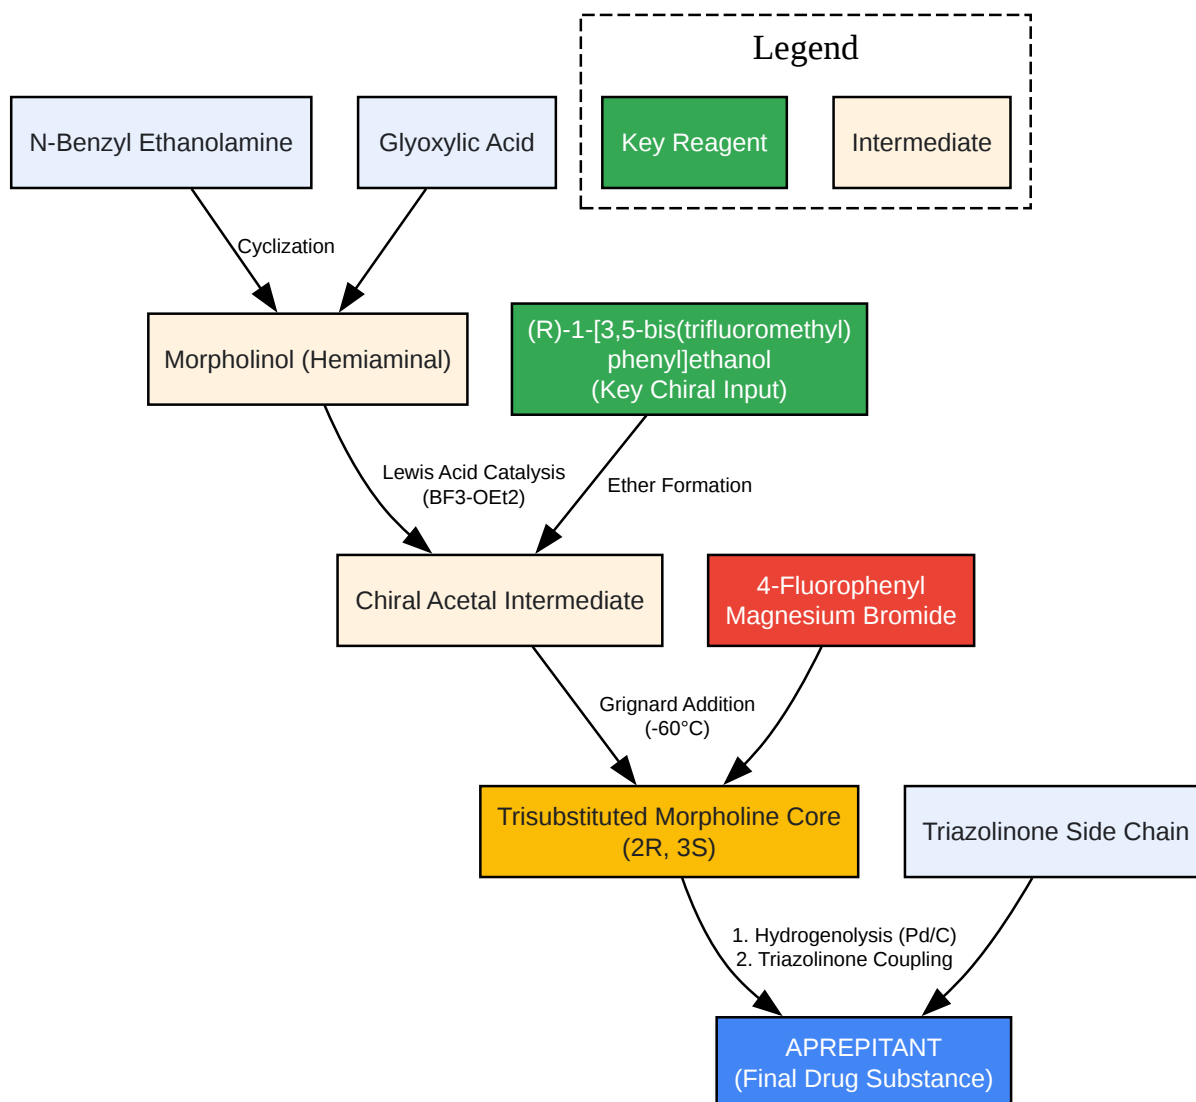 Legend
N-Benzyl Ethanolamine
Glyoxylic Acid
Key Reagent
Intermediate
Cyclization
Morpholinol (Hemiaminal)
(R)-1-[3,5-bis(trifluoromethyl)
phenyl]ethanol
(Key Chiral Input)
Lewis Acid Catalysis
(BF3-OEt2)
Ether Formation
Chiral Acetal Intermediate
4-Fluorophenyl
Magnesium Bromide
Grignard Addition
(-60°C)
Trisubstituted Morpholine Core
(2R, 3S)
Triazolinone Side Chain
1. Hydrogenolysis (Pd/C)
2. Triazolinone Coupling
APREPITANT
(Final Drug Substance)